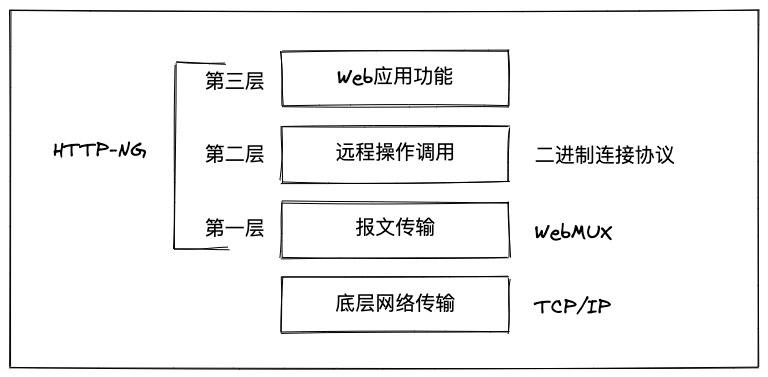 第三层 Web应用功能
HTTP-NG
第二层 远程操作调用 二进制连接协议
第一层 报文传输 WebMUX
底层网络传输 TCP/IP